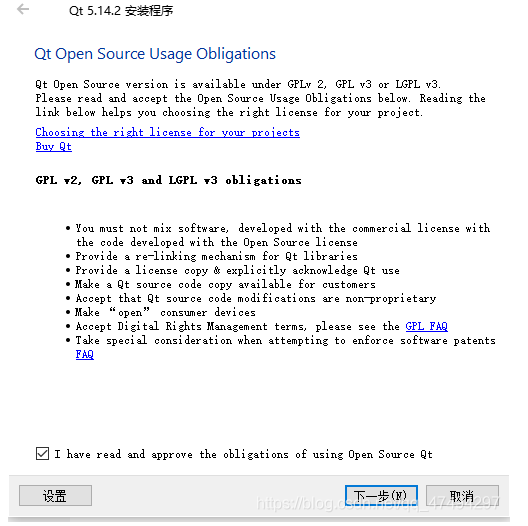 Qt 5.14.2 安装程序
Qt Open Source Usage Obligations
Qt Open Source version is available under GPLv 2, GPL v3 or LGPL v3.
Please read and accept the Open Source Usage Obligations below. Reading the
link below helps you choosing the right license for your project.
Choosing the right license for your projects
Buy Qt
GPL v2, GPL v3 and LGPL v3 obligations
• You must not mix software, developed with the commercial license with
the code developed with the Open Source license
• Provide a re-linking mechanism for Qt libraries
• Provide a license copy & explicitly acknowledge Qt use
• Make a Qt source code copy available for customers
• Accept that Qt source code modifications are non-proprietary
• Make “open” consumer devices
• Accept Digital Rights Management terms, please see the GPL FAQ
• Take special consideration when attempting to enforce software patents
FAQ
I have read and approve the obligations of using Open Source Qt
设置
下一步(N)
取消